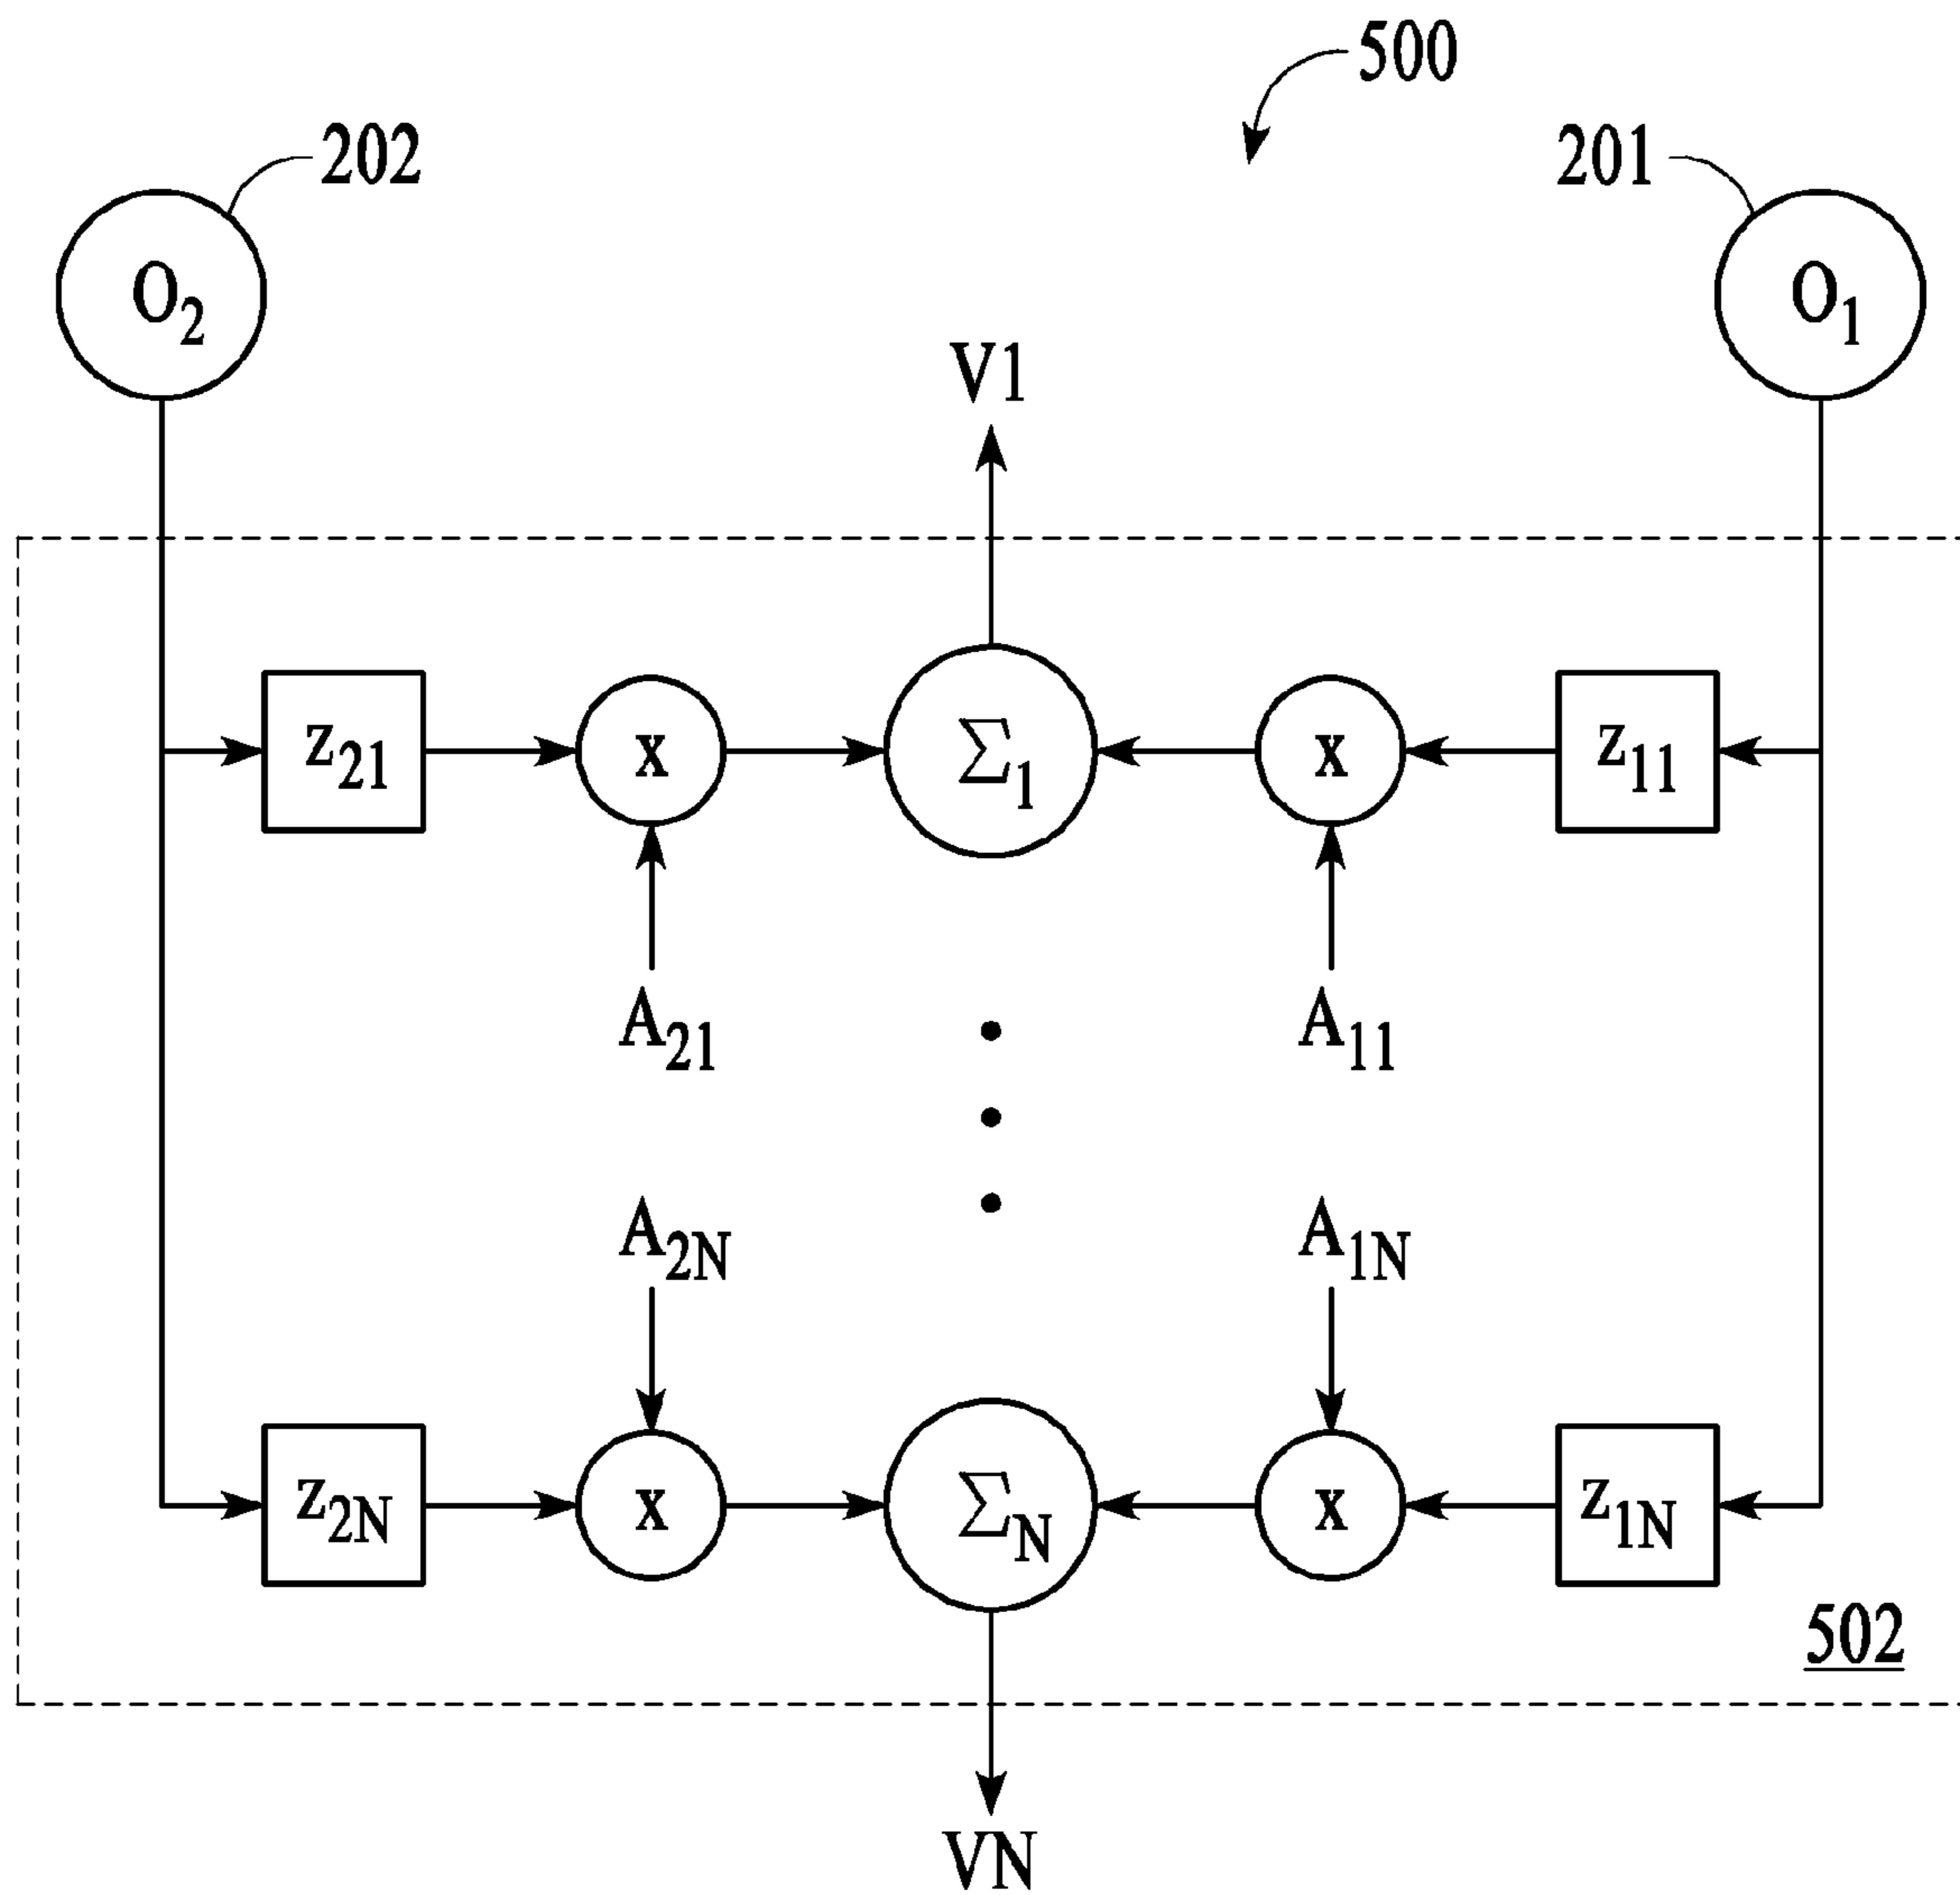 500
202
201
O2
O1
V1
z21
x
Σ1
x
z11
A21
A11
A2N
A1N
z2N
x
ΣN
x
z1N
502
VN